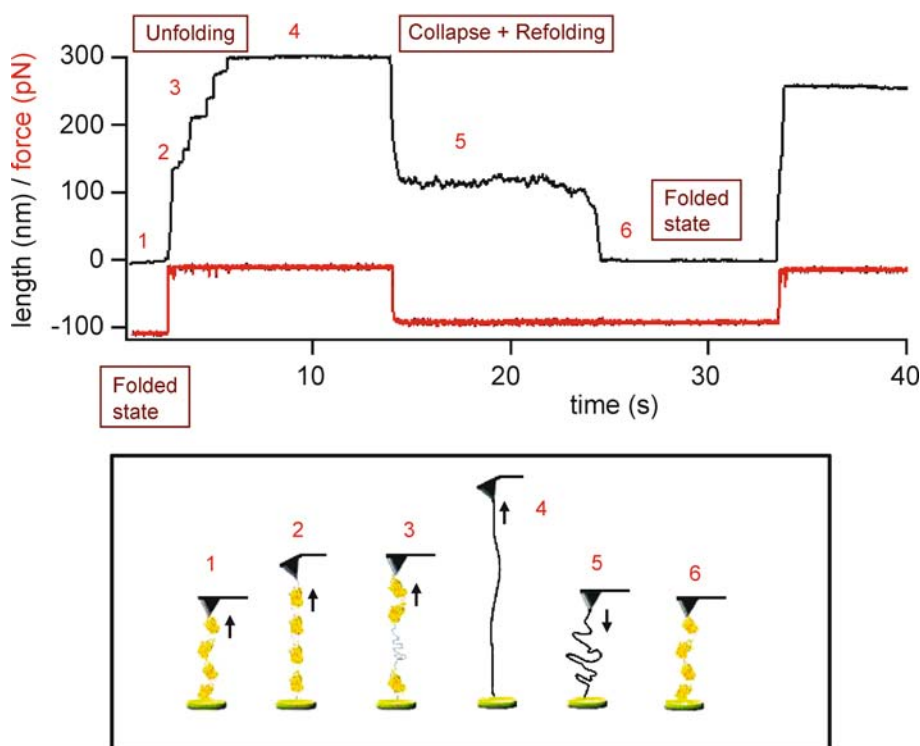 Unfolding
4
Collapse + Refolding
300
3
200
2
5
100
1
6
Folded
state
0
-100
length (nm) / force (pN)
10
20
30
40
time (s)
Folded
state
1
2
3
4
5
6